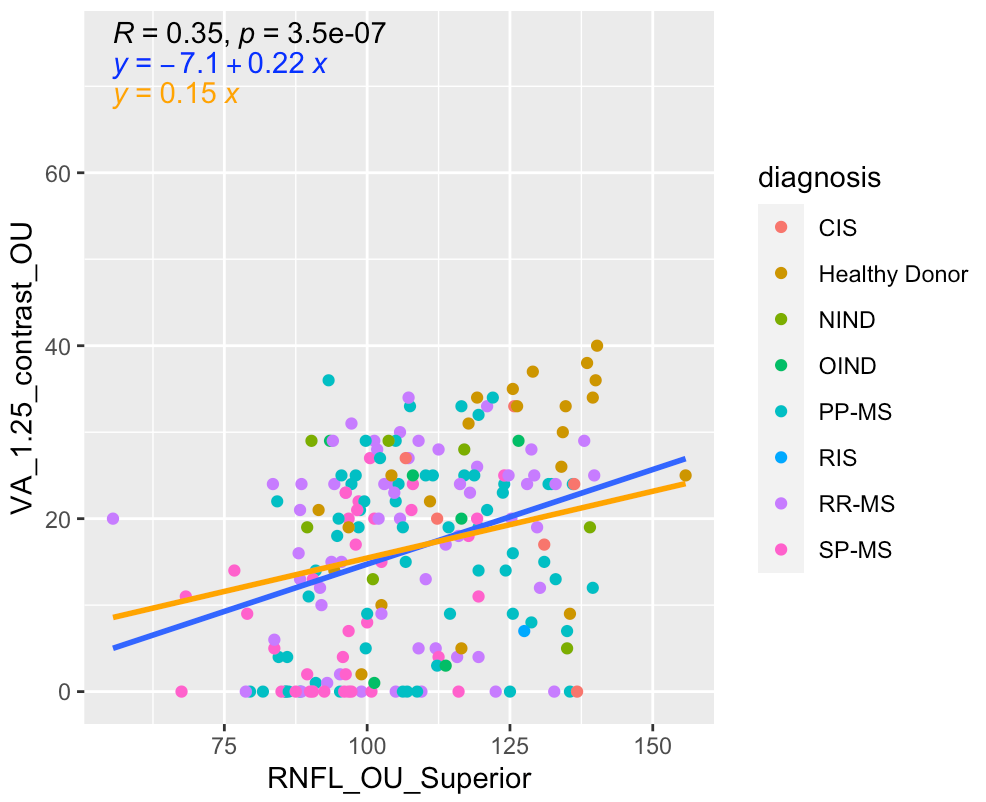 R = 0.35, p = 3.5e-07
y = −7.1 + 0.22 x
y = 0.15 x
60
40
20
0
VA_1.25_contrast_OU
75 100 125 150
RNFL_OU_Superior
diagnosis
CIS
Healthy Donor
NIND
OIND
PP-MS
RIS
RR-MS
SP-MS